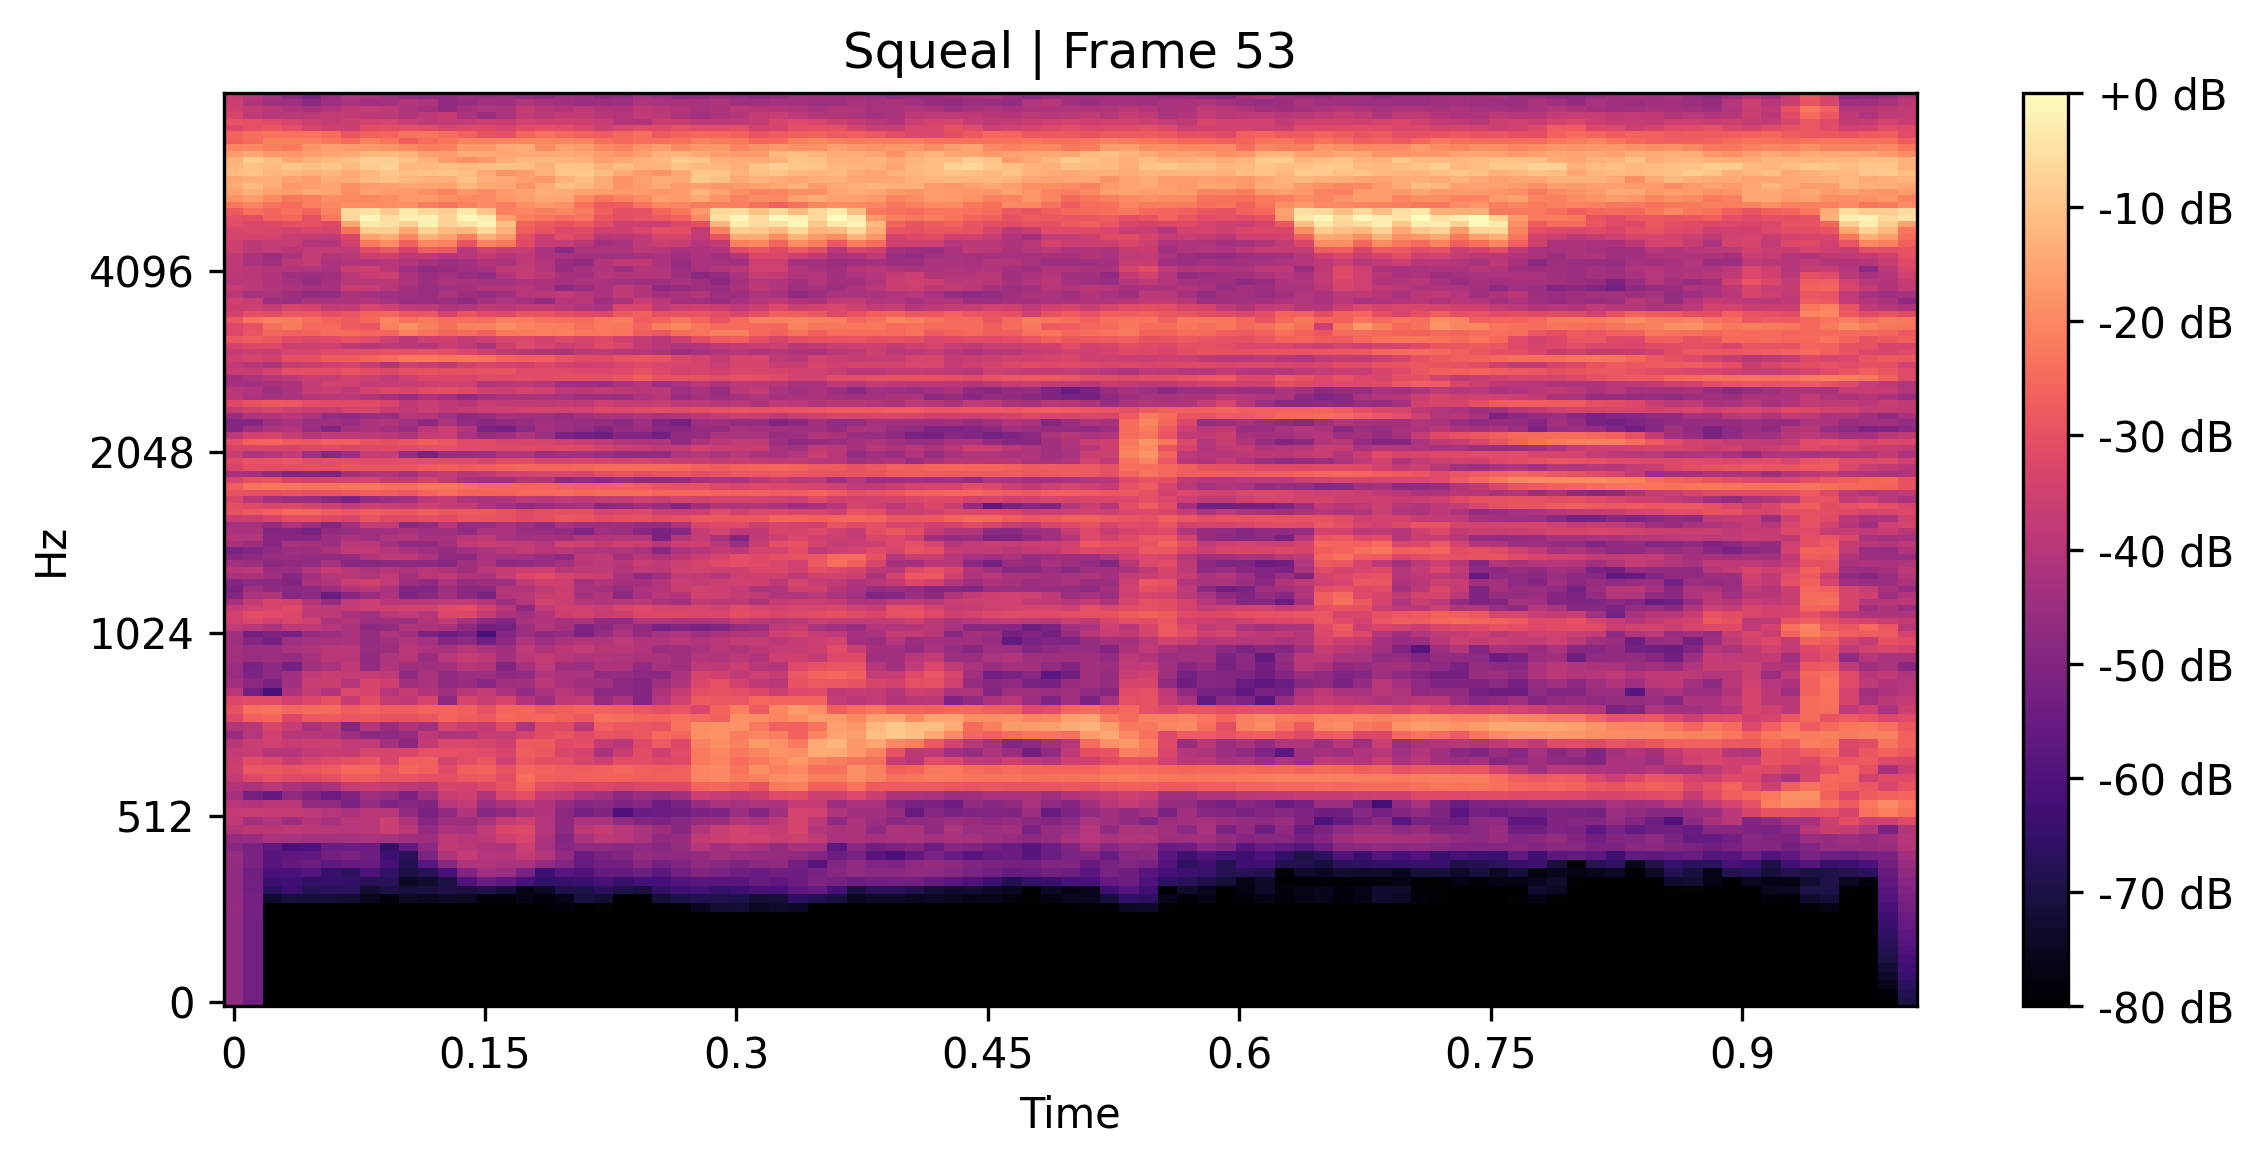 Squeal | Frame 53
Hz
4096
2048
1024
512
0
0 0.15 0.3 0.45 0.6 0.75 0.9
Time
+0 dB
-10 dB
-20 dB
-30 dB
-40 dB
-50 dB
-60 dB
-70 dB
-80 dB